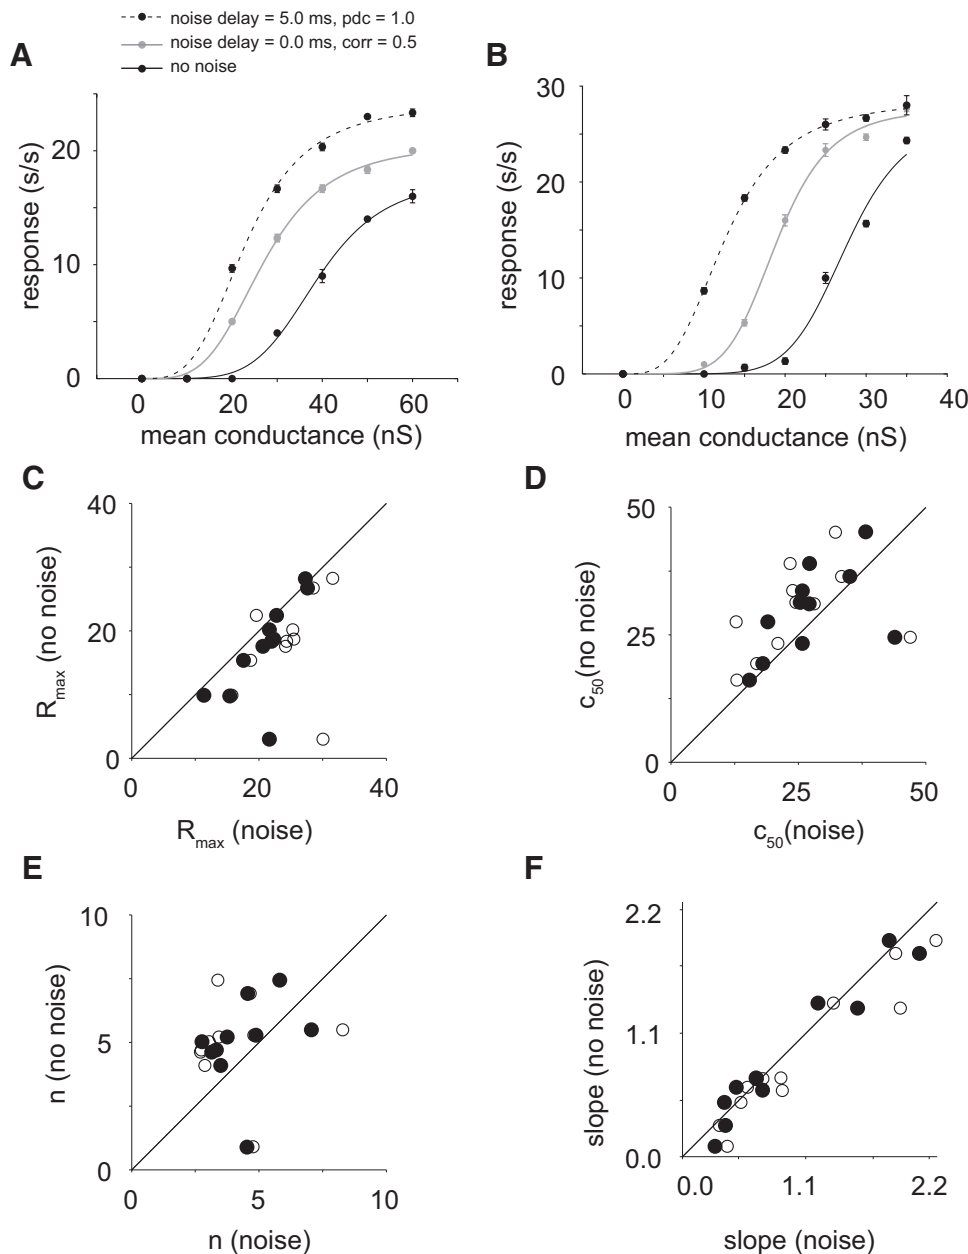 noise delay = 5.0 ms, pdc = 1.0
noise delay = 0.0 ms, corr = 0.5
no noise
A
B
response (s/s)
20
10
0
0 20 40 60
mean conductance (nS)
response (s/s)
30
20
10
0
0 10 20 30 40
mean conductance (nS)
C
D
R_max (no noise)
40
20
0
0 20 40
R_max (noise)
c_50(no noise)
50
25
0
0 25 50
c_50(noise)
E
F
n (no noise)
10
5
0
0 5 10
n (noise)
slope (no noise)
2.2
1.1
0.0
0.0 1.1 2.2
slope (noise)